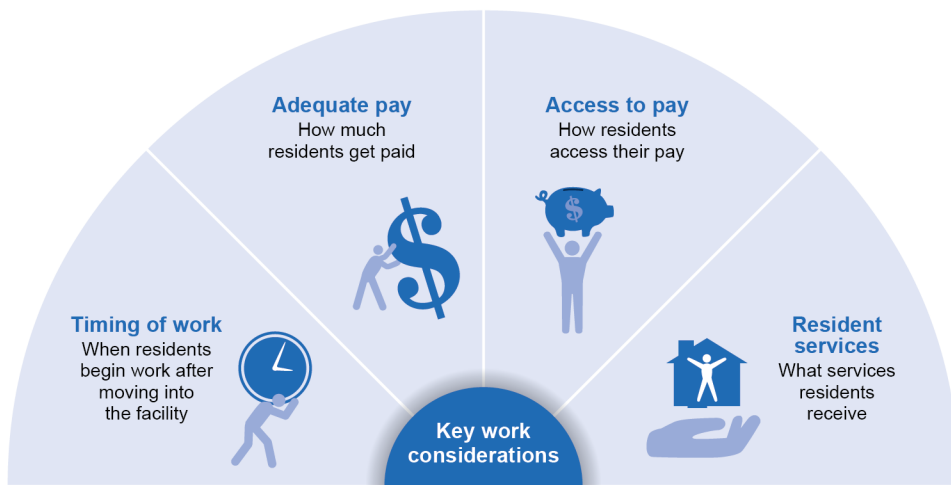 Timing of work
When residents
begin work after
moving into
the facility
Adequate pay
How much
residents get paid
$
Access to pay
How residents
access their pay
$
Resident
services
What services
residents
receive
Key work
considerations